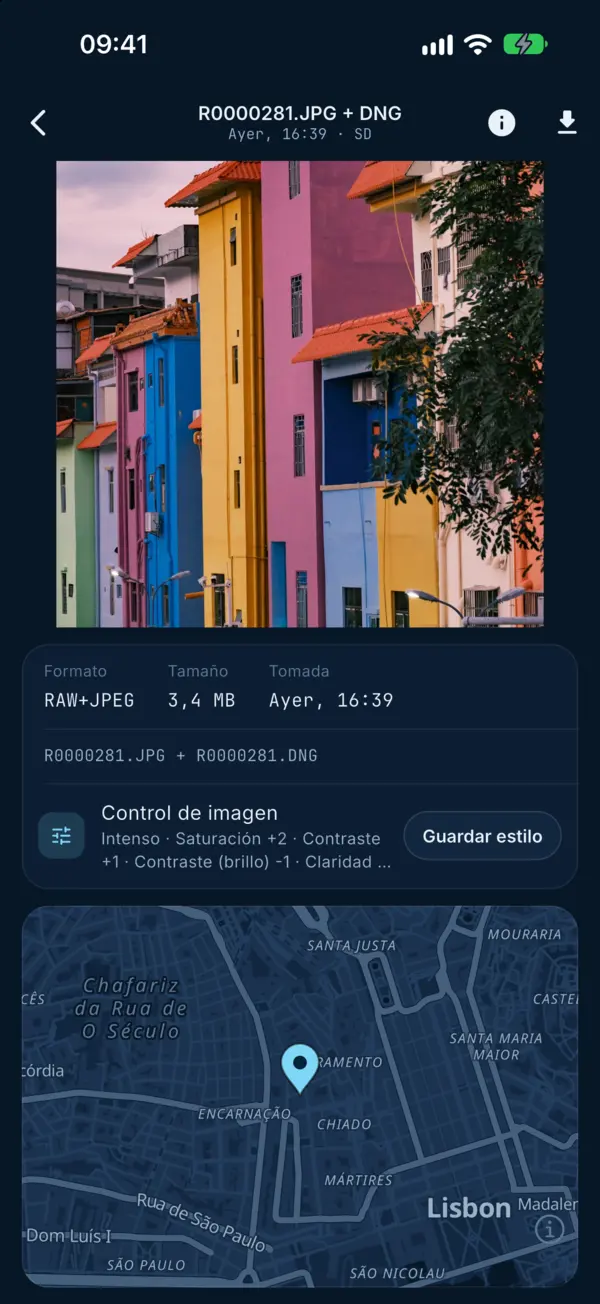 09:41
R0000281.JPG + DNG
Ayer, 16:39 · SD
Formato
Tamaño
Tomada
RAW+JPEG
3,4 MB
Ayer, 16:39
R0000281.JPG + R0000281.DNG
Control de imagen
Intenso · Saturación +2 · Contraste
+1 · Contraste (brillo) -1 · Claridad ...
Guardar estilo
SANTA JUSTA
MOURARIA
Chafariz
da Rua de
O Século
CÊS
CASTEL
SANTA MARIA
MAIOR
RAMENTO
córdia
ENCARNAÇÃO
CHIADO
MÁRTIRES
Rua de São Paulo
Lisbon
Madalen
Dom Luís I
SÃO PAULO
SÃO NICOLAU